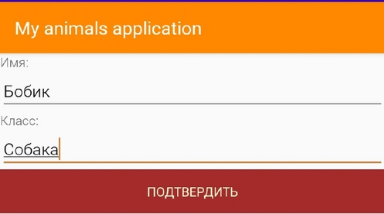 My animals application
Имя:
Бобик
Класс:
Собака
ПОДТВЕРДИТЬ